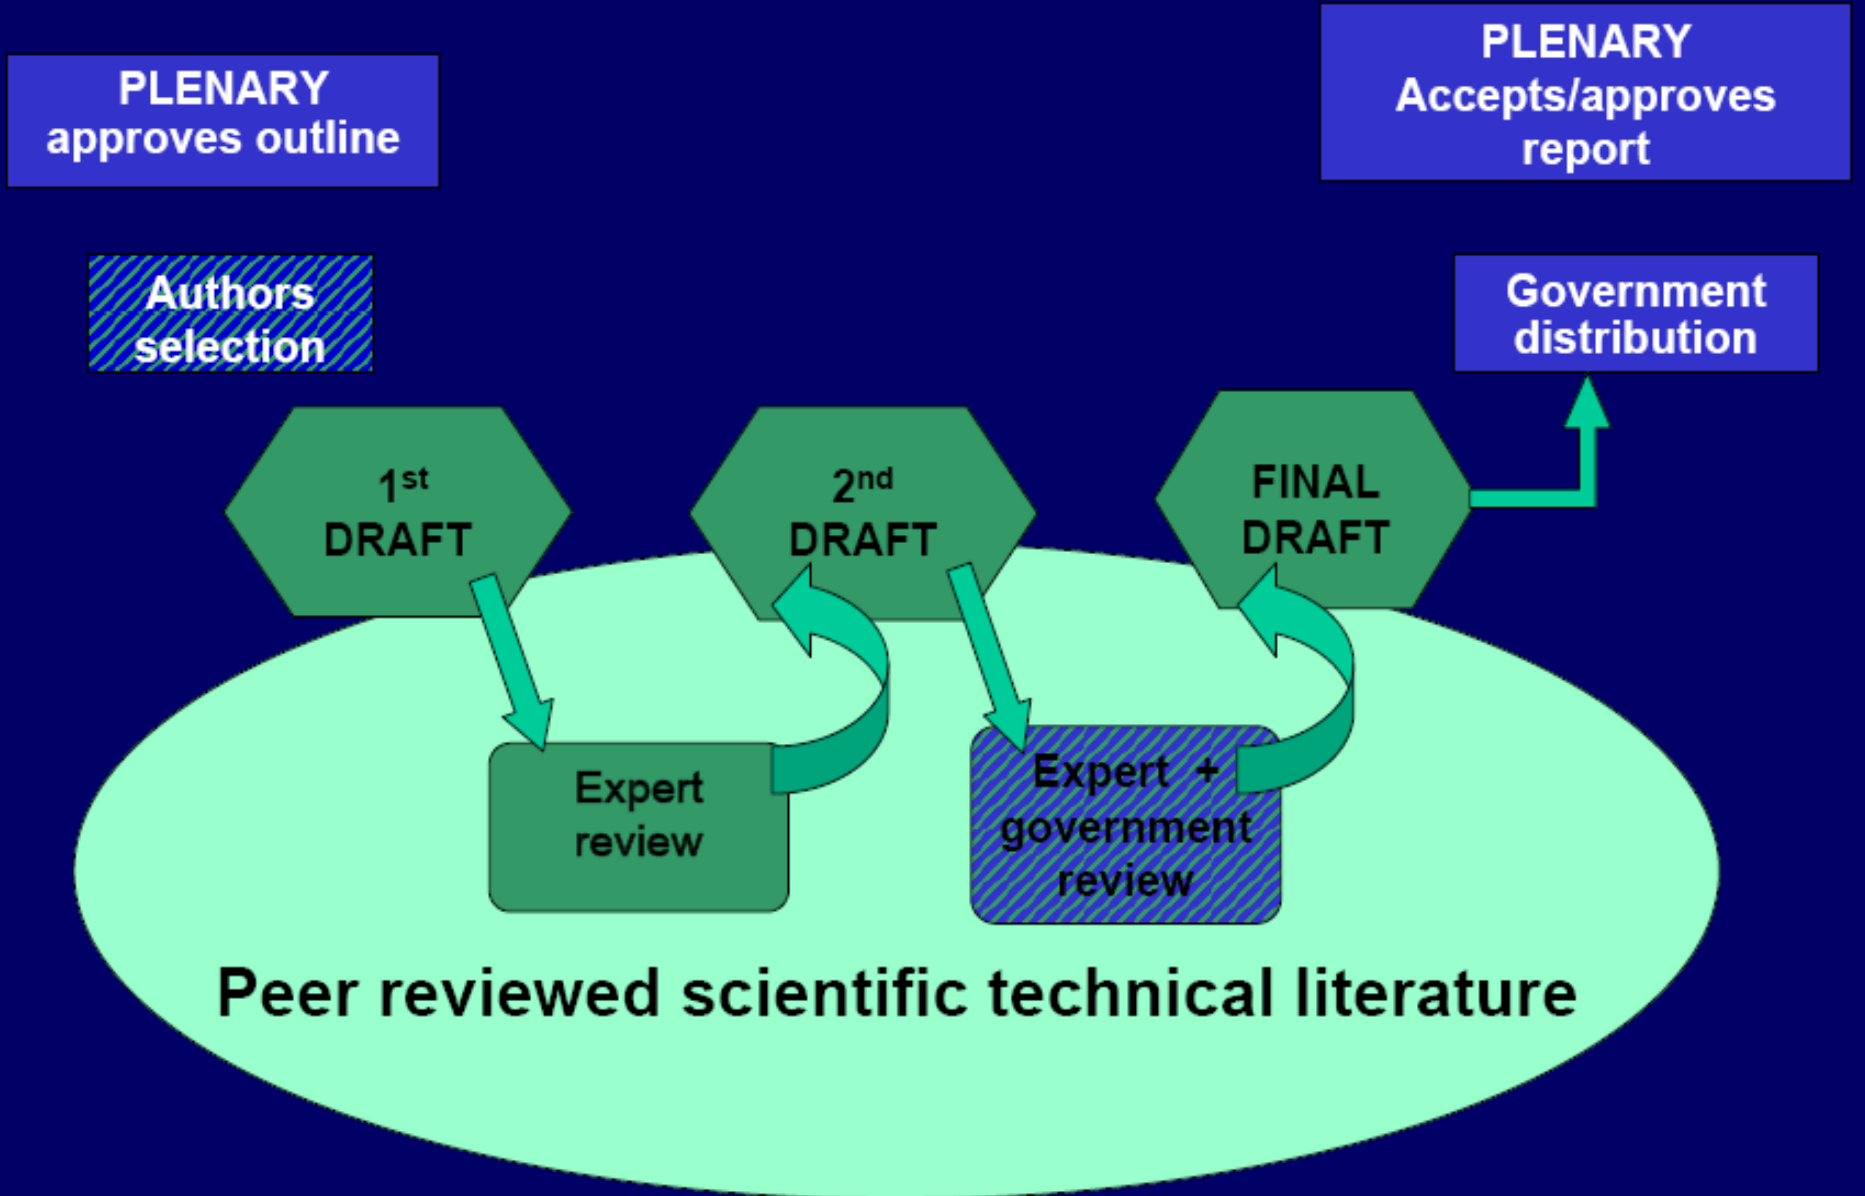 PLENARY
approves outline
PLENARY
Accepts/approves
report
Authors
selection
Government
distribution
1st
DRAFT
2nd
DRAFT
FINAL
DRAFT
Expert
review
Expert +
government
review
Peer reviewed scientific technical literature